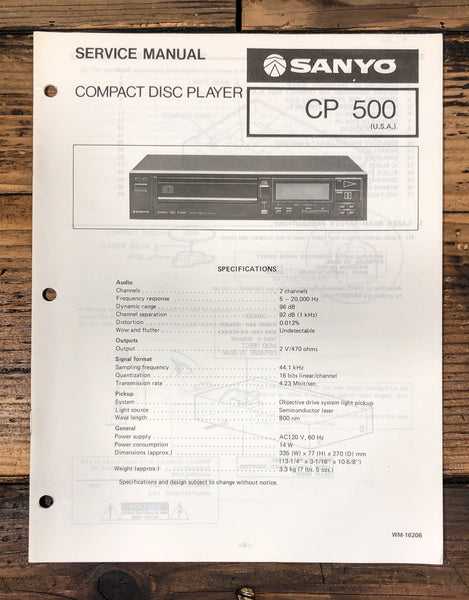 SERVICE MANUAL
SANYO
COMPACT DISC PLAYER
CP 500
(U.S.A.)
SANYO
SPECIFICATIONS
Audio
Channels 2 channels
Frequency response 5 – 20,000 Hz
Dynamic range 96 dB
Channel separation 92 dB (1 kHz)
Distortion 0.012%
Wow and flutter Undetectable
Outputs
Output 2 V/470 ohms
Signal format
Sampling frequency 44.1 kHz
Quantization 16 bits linear/channel
Transmission rate 4.23 Mbit/sec.
Pickup
System Objective drive system light pickup
Light source Semiconductor laser
Wave length 800 nm
General
Power supply AC120 V, 60 Hz
Power consumption 14 W
Dimensions (approx.) 335 (W) x 77 (H) x 270 (D) mm
(13-1/4" x 3-1/16" x 10-5/8")
Weight (approx.) 3.3 kg (7 lbs. 5 ozs.)
Specifications and design subject to change without notice.
WM-16206